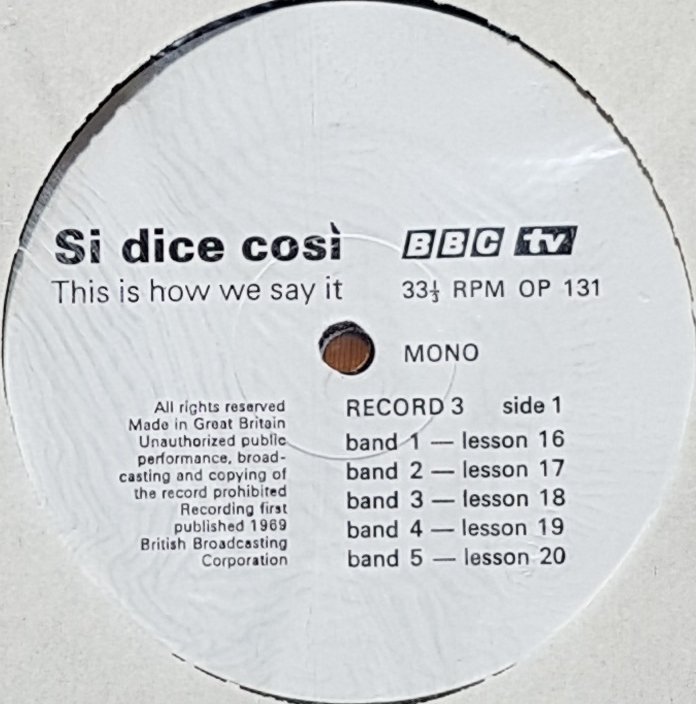 Si dice così
This is how we say it
BBC tv
33⅓ RPM OP 131
MONO
All rights reserved
Made in Great Britain
Unauthorized public
performance, broad-
casting and copying of
the record prohibited
Recording first
published 1969
British Broadcasting
Corporation
RECORD 3 side 1
band 1 — lesson 16
band 2 — lesson 17
band 3 — lesson 18
band 4 — lesson 19
band 5 — lesson 20